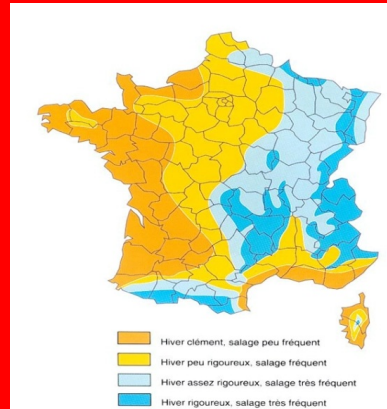 Hiver clément, salage peu fréquent
Hiver peu rigoureux, salage fréquent
Hiver assez rigoureux, salage très fréquent
Hiver rigoureux, salage très fréquent